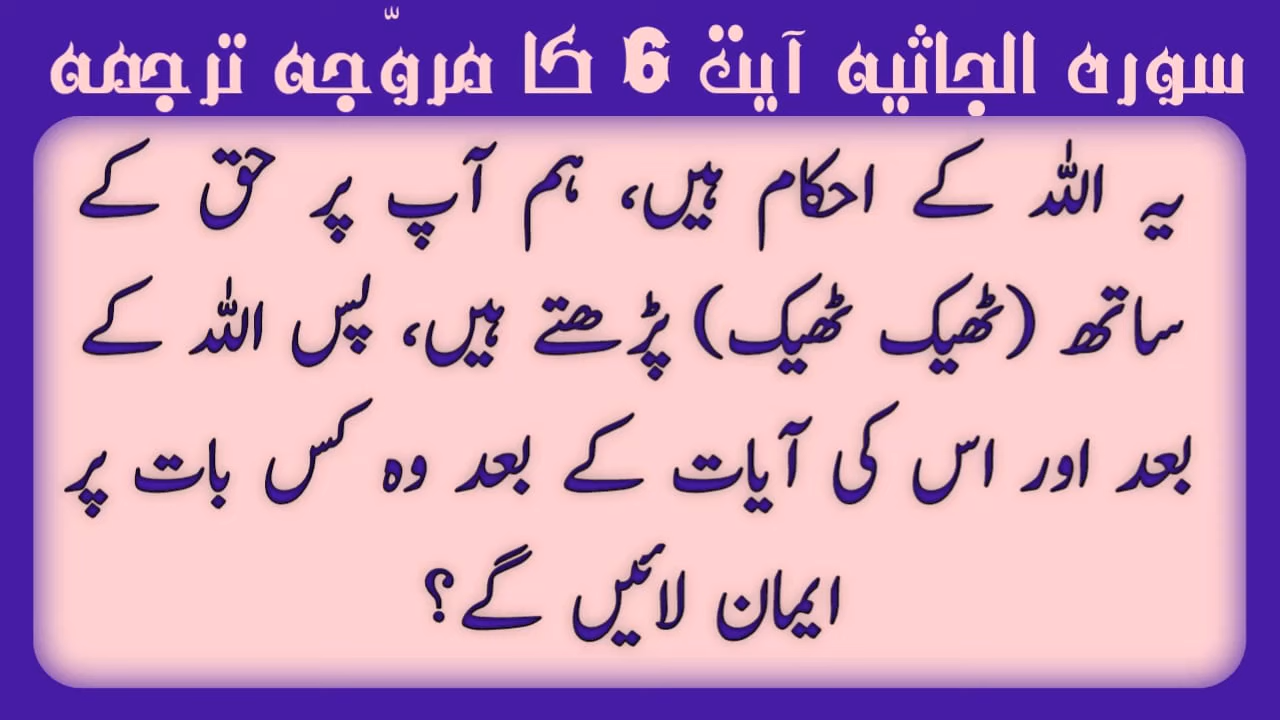 سورہ الجاثیہ آیت 6 کا مروّجہ ترجمہ
یہ اللہ کے احکام ہیں، ہم آپ پر حق کے
ساتھ (ٹھیک ٹھیک) پڑھتے ہیں، پس اللہ کے
بعد اور اس کی آیات کے بعد وہ کس بات پر
ایمان لائیں گے؟